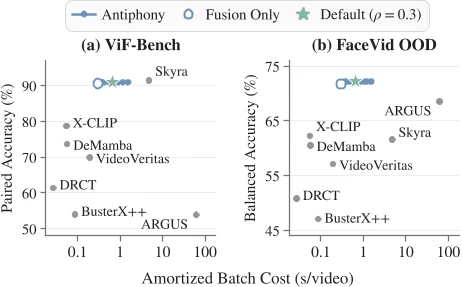 Antiphony Fusion Only Default (ρ = 0.3)
(a) ViF-Bench
Paired Accuracy (%)
90
80
70
60
50
Skyra
X-CLIP
DeMamba
VideoVeritas
DRCT
BusterX++
ARGUS
0.1 1 10 100
(b) FaceVid OOD
Balanced Accuracy (%)
75
65
55
45
ARGUS
X-CLIP
Skyra
DeMamba
VideoVeritas
DRCT
BusterX++
0.1 1 10 100
Amortized Batch Cost (s/video)